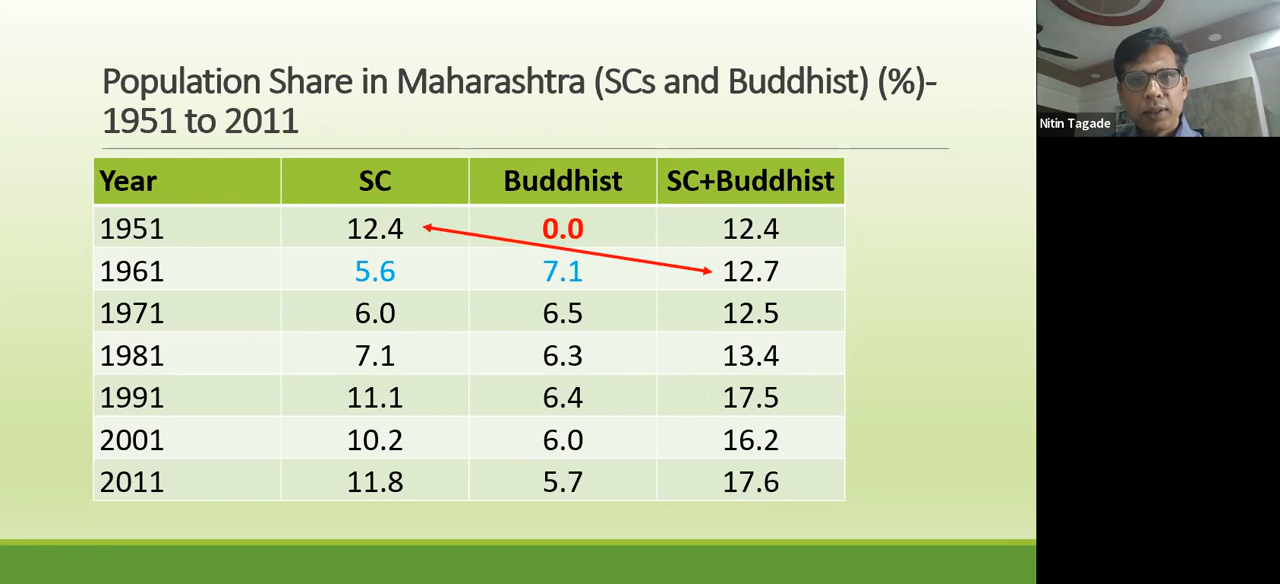 Population Share in Maharashtra (SCs and Buddhist) (%)-
1951 to 2011
Year SC Buddhist SC+Buddhist
1951 12.4 0.0 12.4
1961 5.6 7.1 12.7
1971 6.0 6.5 12.5
1981 7.1 6.3 13.4
1991 11.1 6.4 17.5
2001 10.2 6.0 16.2
2011 11.8 5.7 17.6
Nitin Tagade